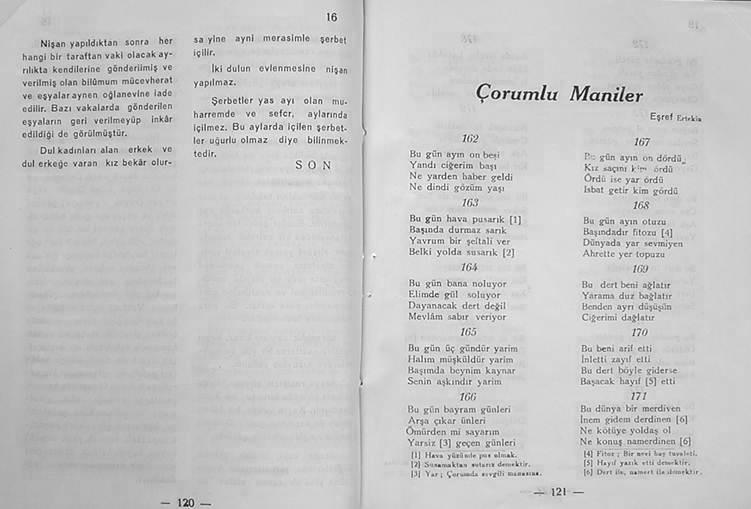 16
Nişan yapıldıktan sonra her
hangi bir taraftan vaki olacak ay-
rılıkta kendilerine gönderilmiş ve
verilmiş olan bilûmum mücevherat
ve eşyalar aynen oğlanevine iade
edilir. Bazı vakalarda gönderilen
eşyaların geri verilmeyüp inkâr
edildiği de görülmüştür.
Dul kadınları alan erkek ve
dul erkeğe varan kız bekâr olur-
sa yine ayni merasimle şerbet
içilir.
İki dulun evlenmesine nişan
yapılmaz.
Şerbetler yas ayı olan mu-
harremde ve sefer, aylarında
içilmez. Bu aylarda içilen şerbet-
ler uğurlu olmaz diye bilinmek-
tedir.
SON
— 120 —
Çorumlu Maniler
Eşref Ertekin
162
Bu gün ayın on beşi
Yandı ciğerim başı
Ne yarden haber geldi
Ne dindi gözüm yaşı
163
Bu gün hava pusarık [1]
Başında durmaz sarık
Yavrum bir şeftali ver
Belki yolda susarık [2]
164
Bu gün bana noluyor
Elimde gül soluyor
Dayanacak dert değil
Mevlâm sabır veriyor
165
Bu gün üç gündür yarim
Halım müşküldür yarim
Başımda beynim kaynar
Senin aşkındır yarim
166
Bu gün bayram günleri
Arşa çıkar ünleri
Ömürden mi sayarım
Yarsiz [3] geçen günleri
[1] Hava yüzünde pus olmak.
[2] Susamaktan sutarız demektir.
[3] Yar ; Çorumda sevgili manasına.
167
gün ayın on dördü
Kız saçını kim ördü
Ördü ise yar ördü
Isbat getir kim gördü
168
Bu gün ayın otuzu
Başındadır fitozu [4]
Dünyada yar sevmiyen
Ahrette yer topuzu
169
Bu dert beni ağlatır
Yarama duz bağlatır
Benden ayrı düşüşün
Ciğerimi dağlatır
170
Bu beni arif etti
İnletti zayıf etti
Bu dert böyle giderse
Başacak hayıf [5] etti
171
Bu dünya bir merdiven
İnem gidem derdinen [6]
Ne kötüye yoldaş ol
Ne konuş namerdinen [6]
[4] Fitoz ; Bir nevi baş tuvaleti.
[5] Hayıf yazık etti demektir.
[6] Dert ile, namert ile demektir.
— 121 —